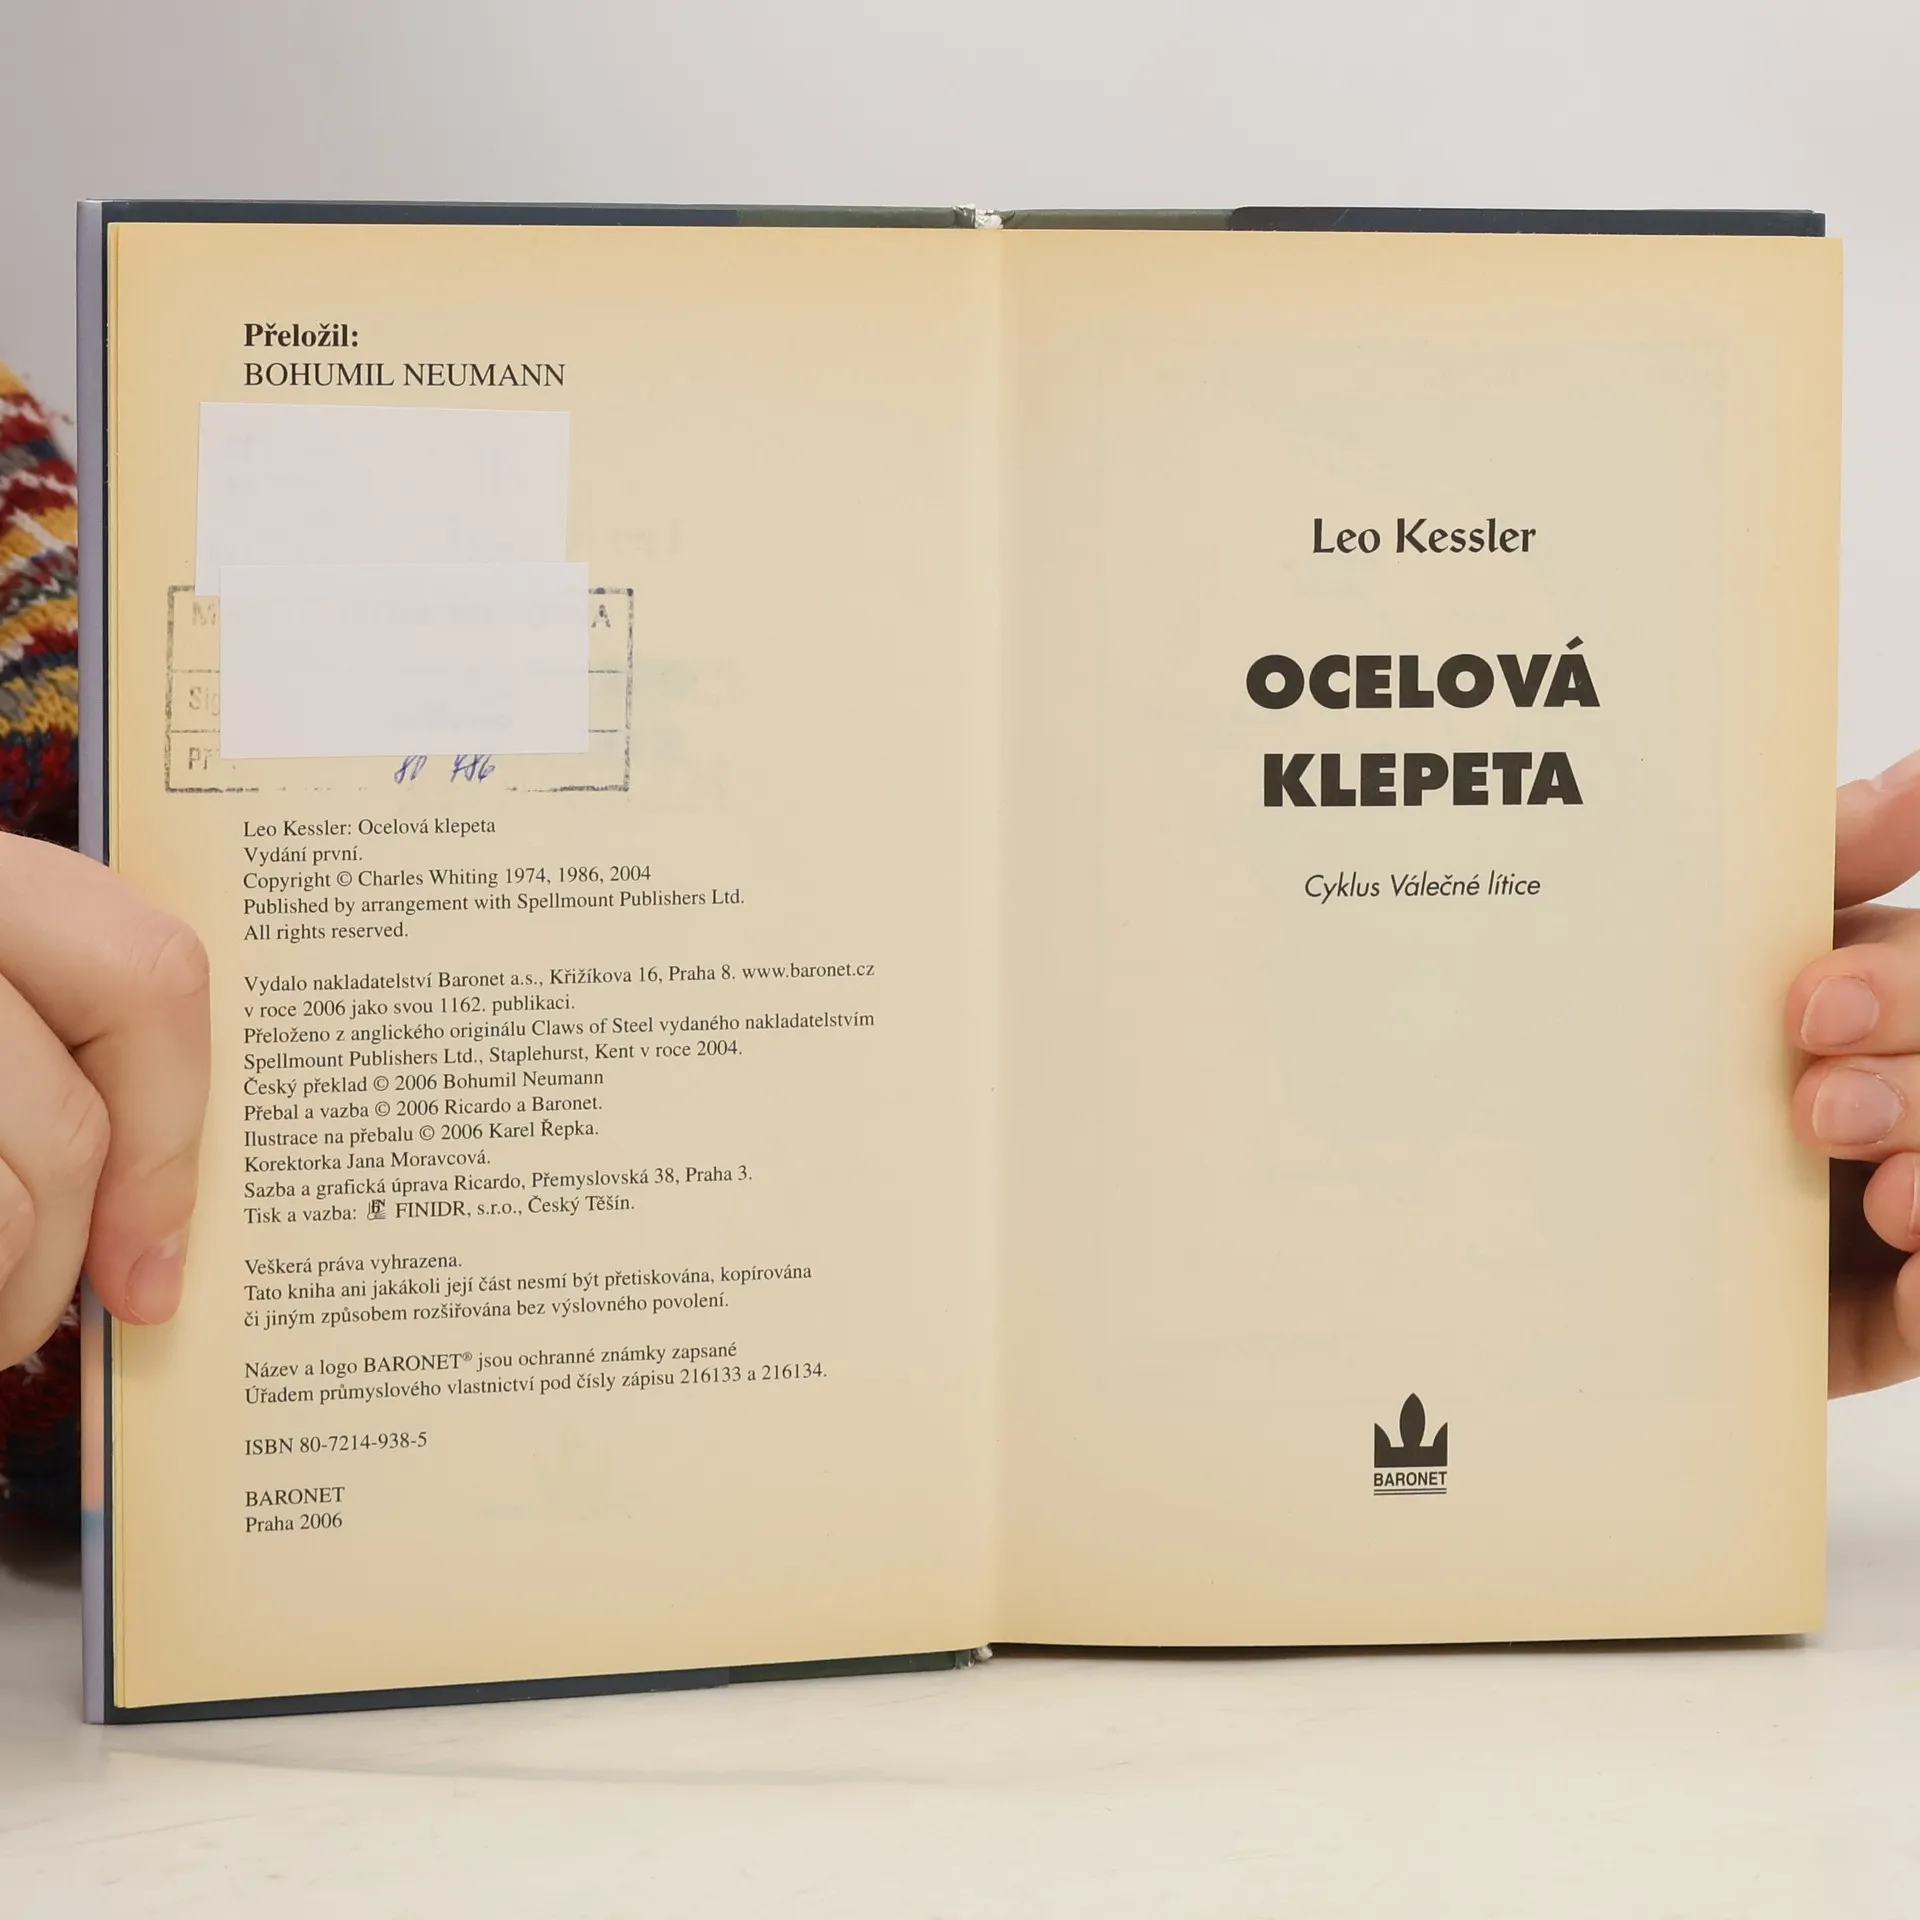 Přeložil:
BOHUMIL NEUMANN
A
80 786
Leo Kessler: Ocelová klepeta
Vydání první.
Copyright © Charles Whiting 1974, 1986, 2004
Published by arrangement with Spellmount Publishers Ltd.
All rights reserved.
Vydalo nakladatelství Baronet a.s., Křižíkova 16, Praha 8. www.baronet.cz
v roce 2006 jako svou 1162. publikaci.
Přeloženo z anglického originálu Claws of Steel vydaného nakladatelstvím
Spellmount Publishers Ltd., Staplehurst, Kent v roce 2004.
Český překlad © 2006 Bohumil Neumann
Přebal a vazba © 2006 Ricardo a Baronet.
Ilustrace na přebalu © 2006 Karel Řepka.
Korektorka Jana Moravcová.
Sazba a grafická úprava Ricardo, Přemyslovská 38, Praha 3.
Tisk a vazba: FINIDR, s.r.o., Český Těšín.
Veškerá práva vyhrazena.
Tato kniha ani jakákoli její část nesmí být přetiskována, kopírována
či jiným způsobem rozšiřována bez výslovného povolení.
Název a logo BARONET® jsou ochranné známky zapsané
Úřadem průmyslového vlastnictví pod čísly zápisu 216133 a 216134.
ISBN 80-7214-938-5
BARONET
Praha 2006
Leo Kessler
OCELOVÁ
KLEPETA
Cyklus Válečné lítice
BARONET